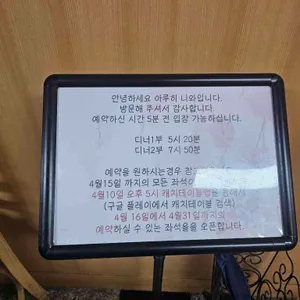 안녕하세요 아루히 니와입니다.
방문해 주셔서 감사합니다.
예약하신 시간 5분 전 입장 가능하십니다.
디너1부 5시 20분
디너2부 7시 50분
예약을 원하시는경우
4월15일 까지의 모든 좌석이
4월10일 오후 5시 캐치테이블
(구글 플레이에서 캐치테이블 검색)
4월 16일에서 4월31일까지의
예약하실 수 있는 좌석을 오픈합니다.